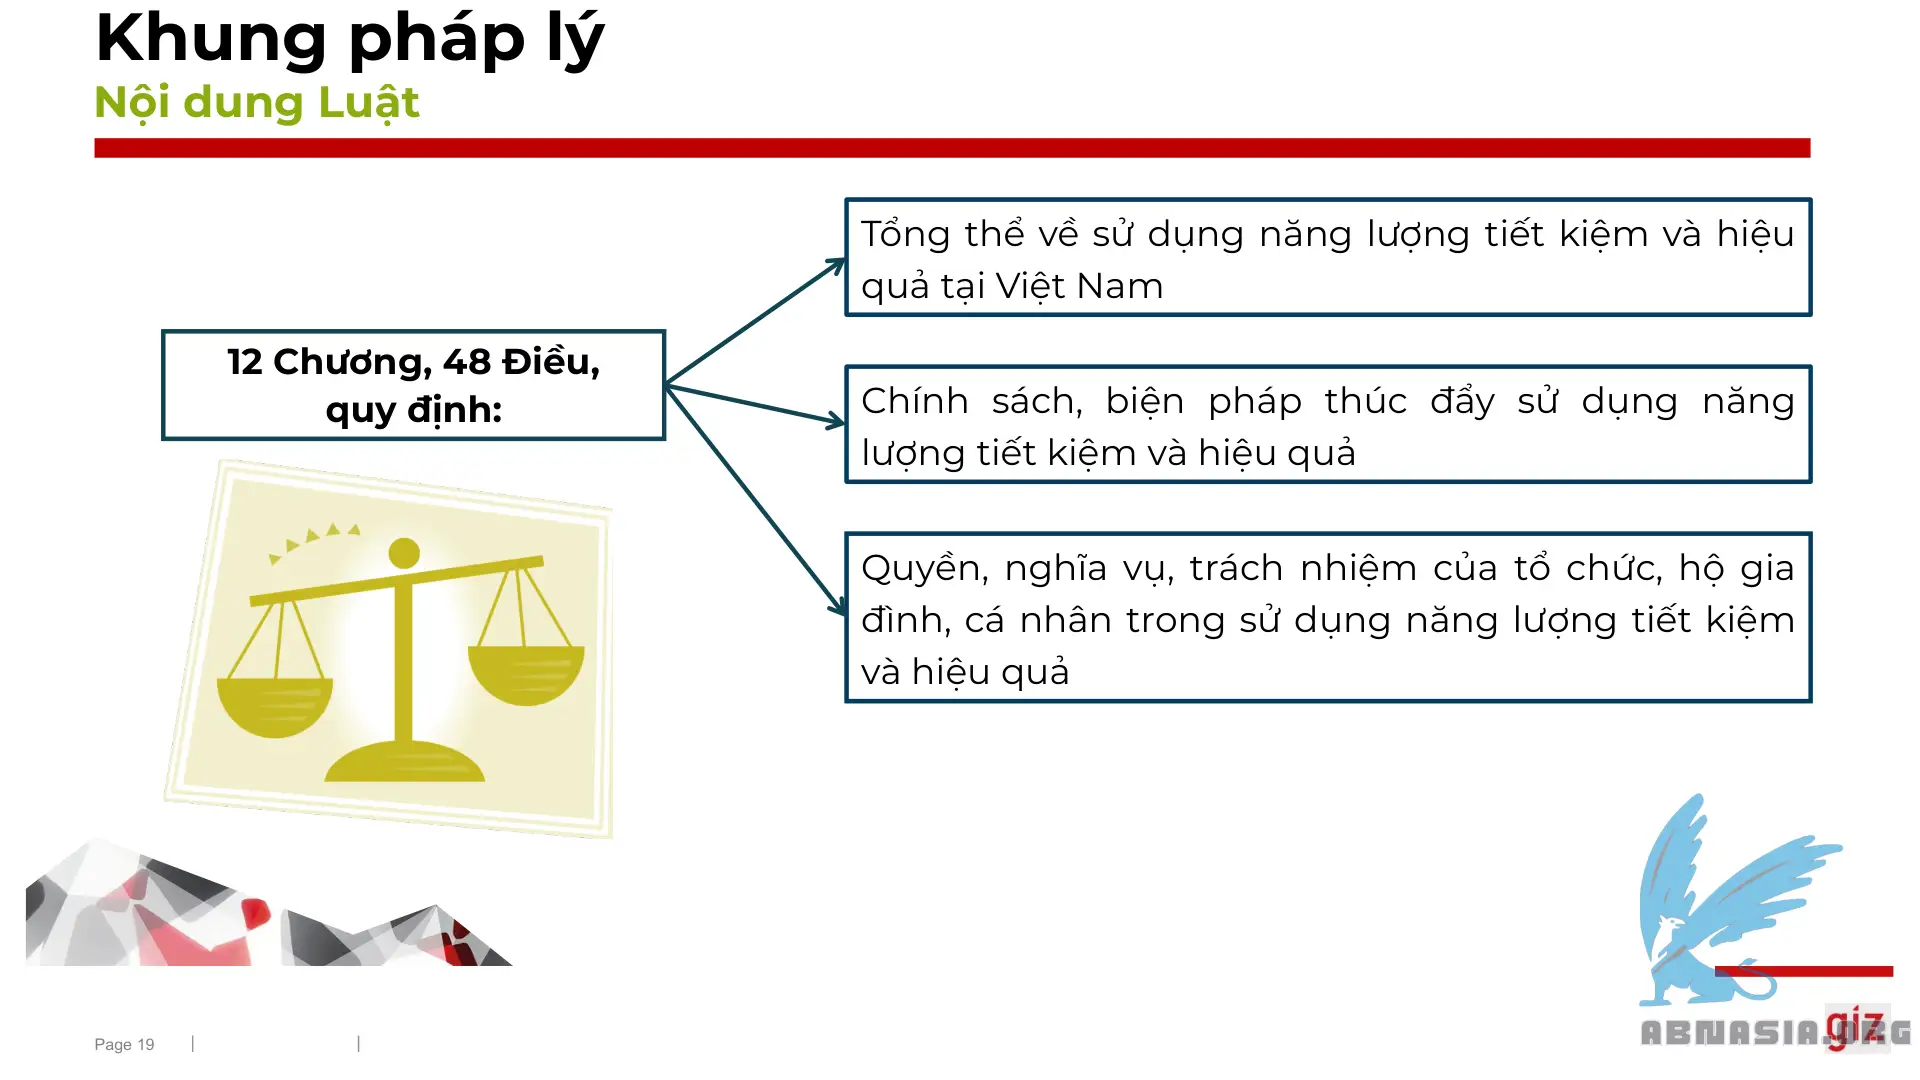 Khung pháp lý
Nội dung Luật
12 Chương, 48 Điều,
quy định:
Tổng thể về sử dụng năng lượng tiết kiệm và hiệu
quả tại Việt Nam
Chính sách, biện pháp thúc đẩy sử dụng năng
lượng tiết kiệm và hiệu quả
Quyền, nghĩa vụ, trách nhiệm của tổ chức, hộ gia
đình, cá nhân trong sử dụng năng lượng tiết kiệm
và hiệu quả
Page 19
giz
ABNASIA.ORG